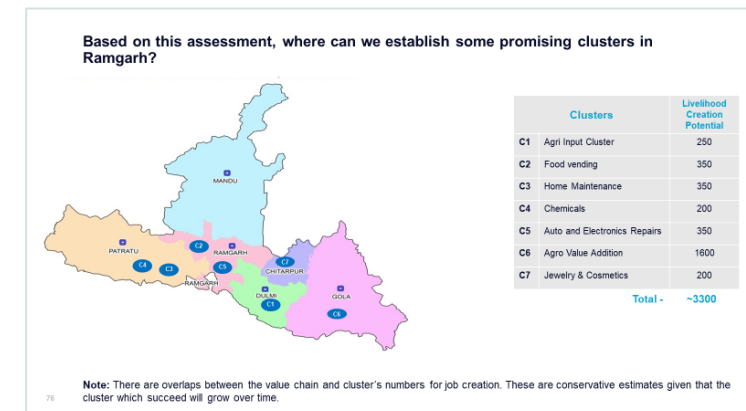 Based on this assessment, where can we establish some promising clusters in
Ramgarh?
MANDU
PATRATU
C2
RAMGARH
C4
C3
C5
C7
CHITARPUR
RAMGARH
DULMI
C1
GOLA
C6
Clusters Livelihood Creation Potential
C1 Agri Input Cluster 250
C2 Food vending 350
C3 Home Maintenance 350
C4 Chemicals 200
C5 Auto and Electronics Repairs 350
C6 Agro Value Addition 1600
C7 Jewelry & Cosmetics 200
Total - ~3300
Note: There are overlaps between the value chain and cluster's numbers for job creation. These are conservative estimates given that the
cluster which succeed will grow over time.
76